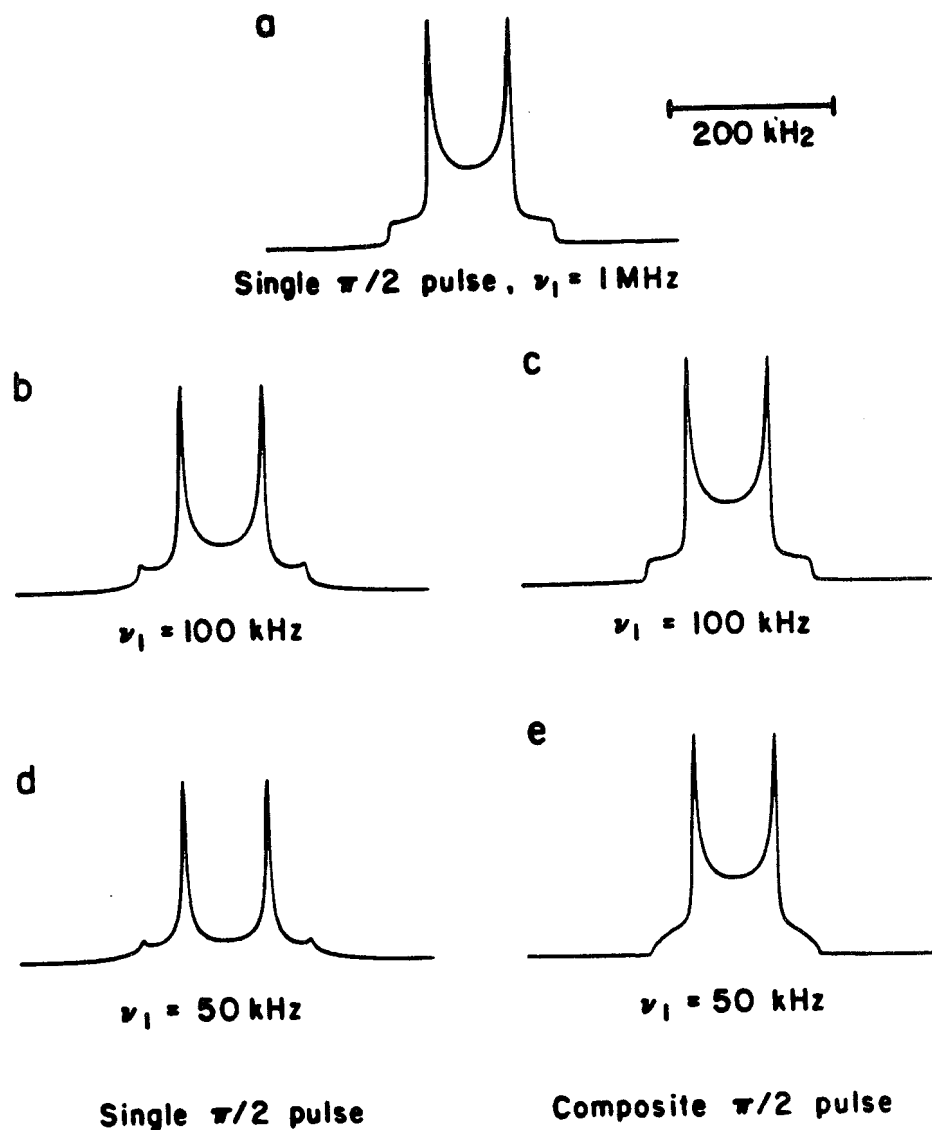 a
200 kHz
Single π/2 pulse, ν₁ = 1 MHz
b
c
ν₁ = 100 kHz
ν₁ = 100 kHz
d
e
ν₁ = 50 kHz
ν₁ = 50 kHz
Single π/2 pulse
Composite π/2 pulse